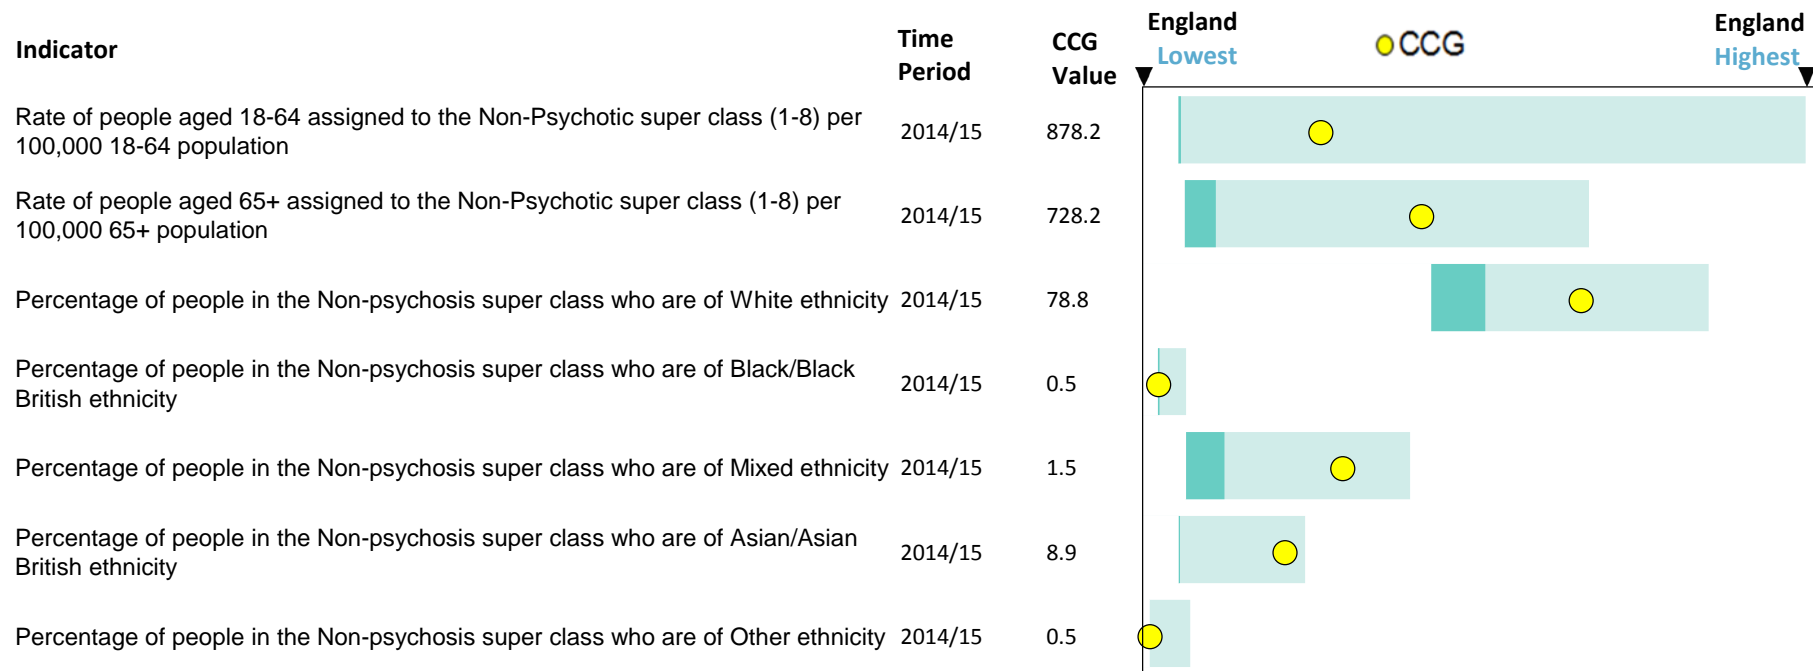 Indicator
Time Period
CCG Value
England Lowest
CCG
England Highest
Rate of people aged 18-64 assigned to the Non-Psychotic super class (1-8) per
100,000 18-64 population
2014/15
878.2
Rate of people aged 65+ assigned to the Non-Psychotic super class (1-8) per
100,000 65+ population
2014/15
728.2
Percentage of people in the Non-psychosis super class who are of White ethnicity
2014/15
78.8
Percentage of people in the Non-psychosis super class who are of Black/Black
British ethnicity
2014/15
0.5
Percentage of people in the Non-psychosis super class who are of Mixed ethnicity
2014/15
1.5
Percentage of people in the Non-psychosis super class who are of Asian/Asian
British ethnicity
2014/15
8.9
Percentage of people in the Non-psychosis super class who are of Other ethnicity
2014/15
0.5